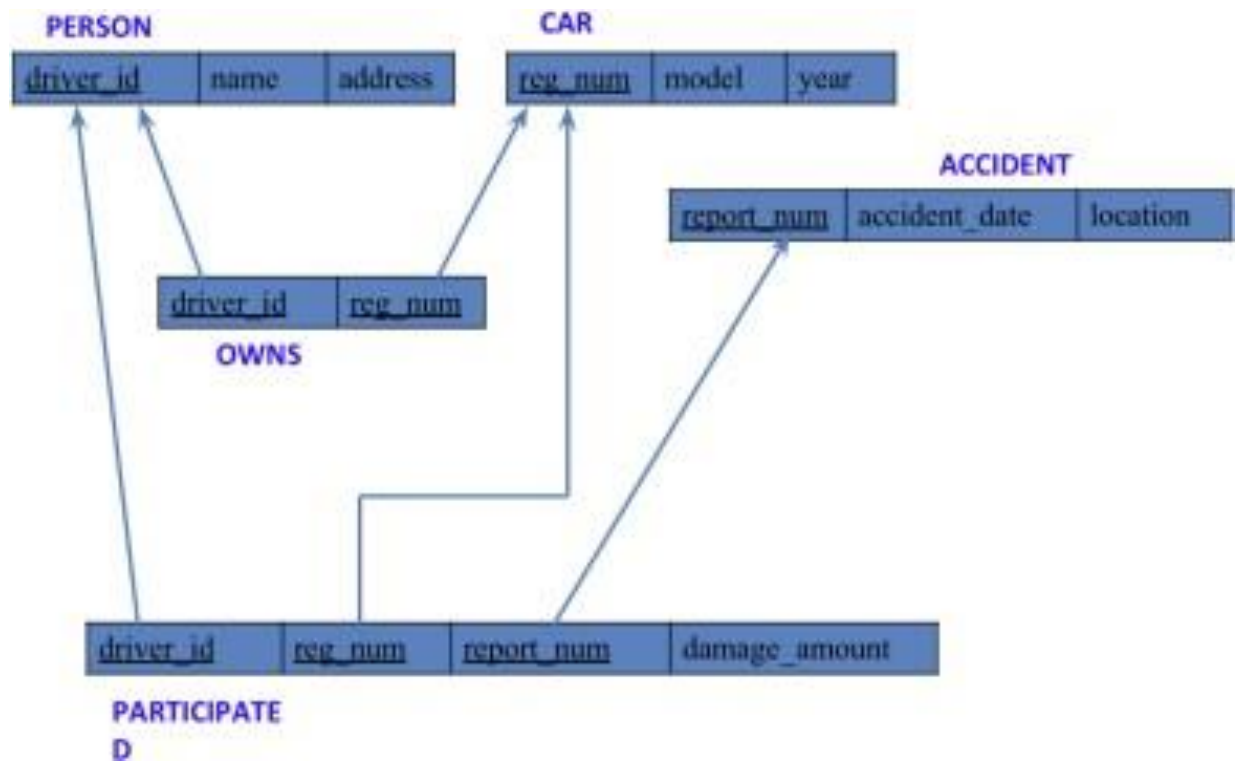 PERSON
CAR
driver_id name address
reg_num model year
ACCIDENT
report_num accident_date location
driver_id reg_num
OWNS
driver_id reg_num report_num damage_amount
PARTICIPATE
D